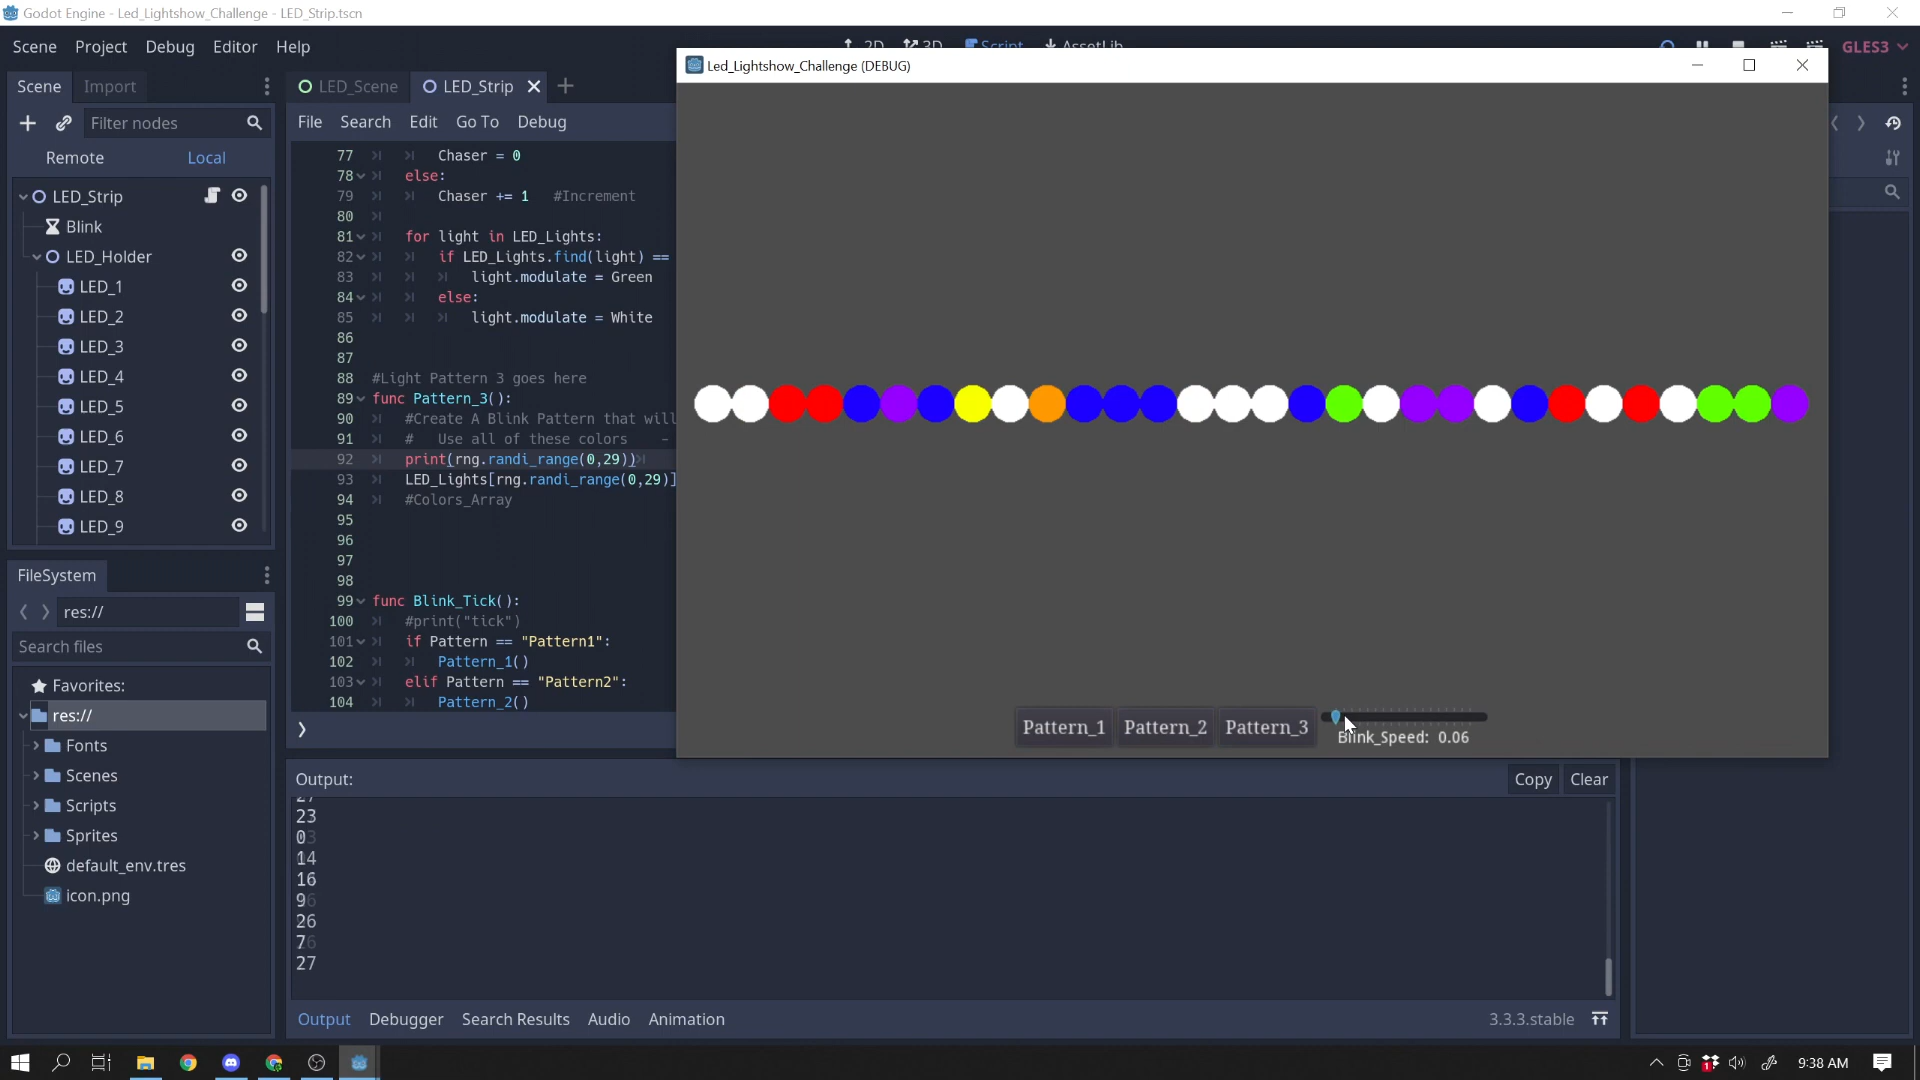 Godot Engine - Led_Lightshow_Challenge - LED_Strip.tscn
Scene Project Debug Editor Help
2D 3D Script AssetLib
GLES3
Led_Lightshow_Challenge (DEBUG)
Scene Import
LED_Scene LED_Strip
Filter nodes
File Search Edit Go To Debug
Remote Local
LED_Strip
Blink
LED_Holder
LED_1
LED_2
LED_3
LED_4
LED_5
LED_6
LED_7
LED_8
LED_9
77 Chaser = 0
78 else:
79 Chaser += 1 #Increment
80
81 for light in LED_Lights:
82 if LED_Lights.find(light) ==
83 light.modulate = Green
84 else:
85 light.modulate = White
86
87
88 #Light Pattern 3 goes here
89 func Pattern_3():
90 #Create A Blink Pattern that will
91 # Use all of these colors -
92 print(rng.randi_range(0,29))
93 LED_Lights[rng.randi_range(0,29)]
94 #Colors_Array
95
96
97
98
99 func Blink_Tick():
100 #print("tick")
101 if Pattern == "Pattern1":
102 Pattern_1()
103 elif Pattern == "Pattern2":
104 Pattern_2()
Pattern_1 Pattern_2 Pattern_3
Blink_Speed: 0.06
FileSystem
res://
Search files
Favorites:
res://
Fonts
Scenes
Scripts
Sprites
default_env.tres
icon.png
Output:
Copy Clear
23
0
14
16
9
26
7
27
Output Debugger Search Results Audio Animation
3.3.3.stable
1
9:38 AM